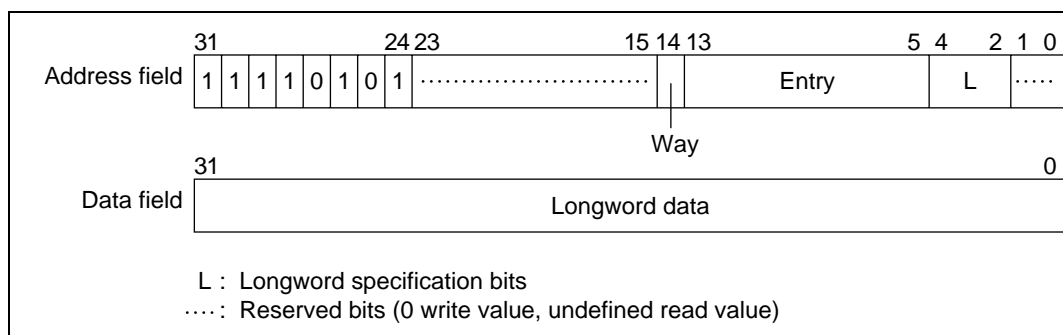 31 24 23 15 14 13 5 4 2 1 0
Address field 1 1 1 1 0 1 0 1 Entry L
Way
31 0
Data field Longword data
L : Longword specification bits
····· : Reserved bits (0 write value, undefined read value)